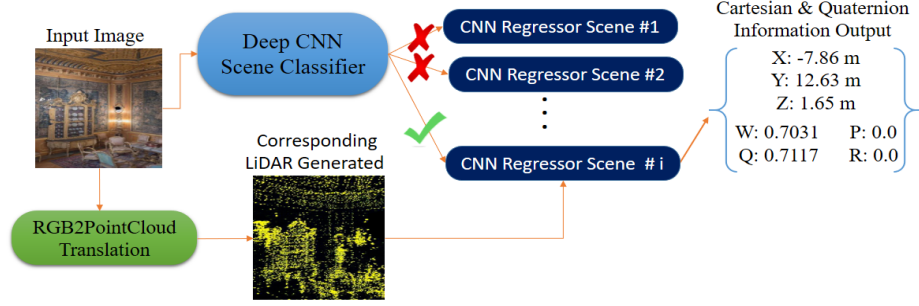 Input Image
Deep CNN
Scene Classifier
CNN Regressor Scene #1
CNN Regressor Scene #2
CNN Regressor Scene # i
Cartesian & Quaternion
Information Output
X: -7.86 m
Y: 12.63 m
Z: 1.65 m
W: 0.7031 P: 0.0
Q: 0.7117 R: 0.0
Corresponding
LiDAR Generated
RGB2PointCloud
Translation